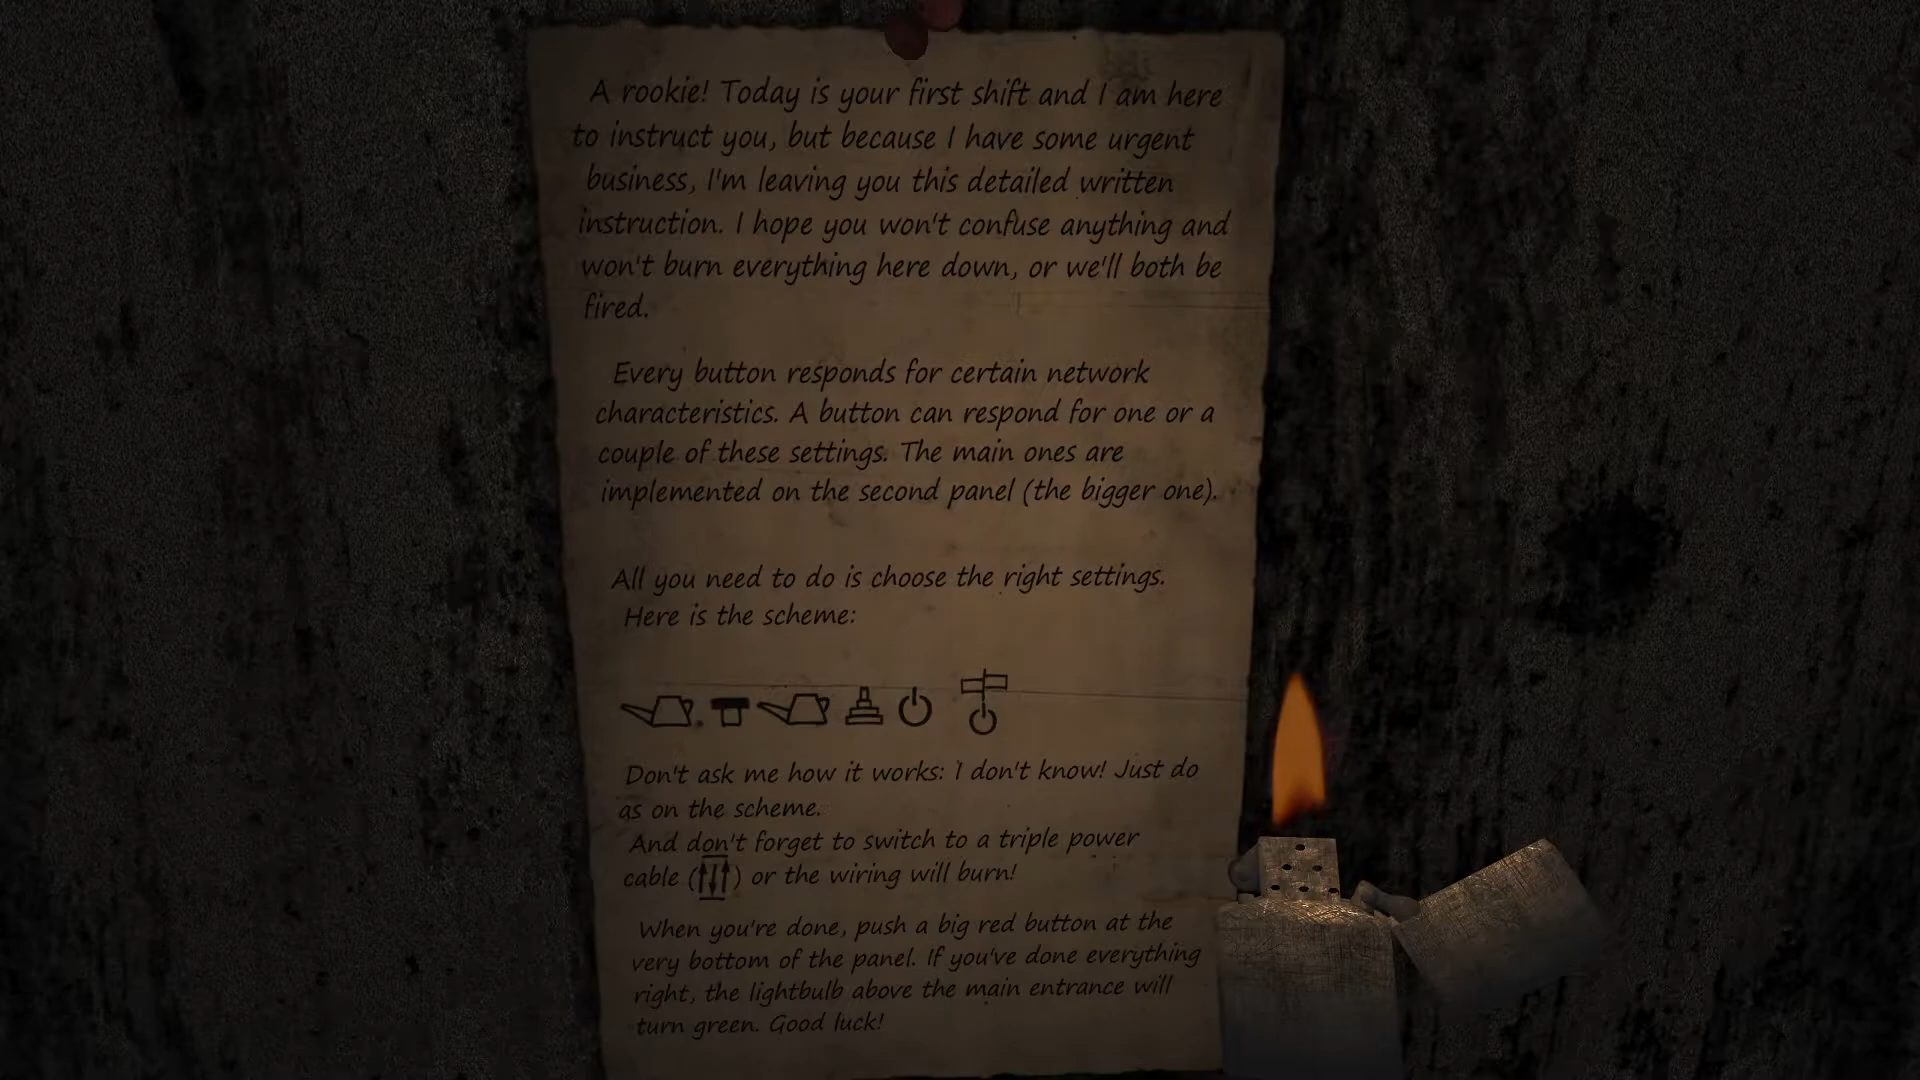 A rookie! Today is your first shift and I am here
to instruct you, but because I have some urgent
business, I'm leaving you this detailed written
instruction. I hope you won't confuse anything and
won't burn everything here down, or we'll both be
fired.
Every button responds for certain network
characteristics. A button can respond for one or a
couple of these settings. The main ones are
implemented on the second panel (the bigger one).
All you need to do is choose the right settings.
Here is the scheme:
Don't ask me how it works: I don't know! Just do
as on the scheme.
And don't forget to switch to a triple power
cable () or the wiring will burn!
When you're done, push a big red button at the
very bottom of the panel. If you've done everything
right, the lightbulb above the main entrance will
turn green. Good luck!